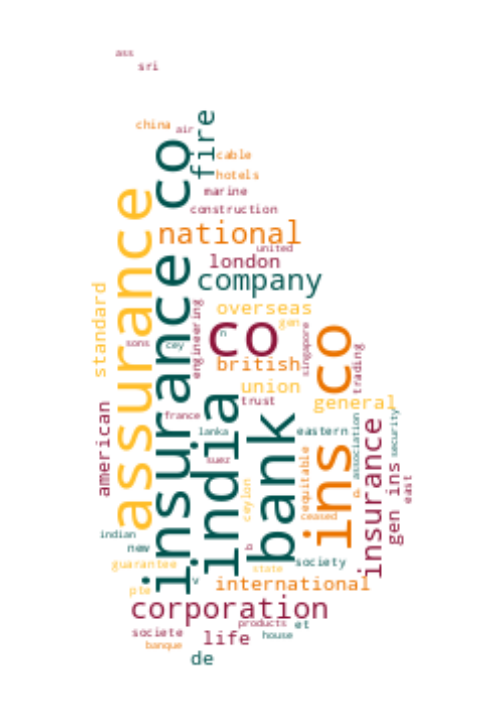 ass
sri
china
air
fire
cable
hotels
marine
construction
national
united
london
company
standard
assurance
insurance co
overseas
gen
engineering
n
co
singapore
ins co
sons
cey
british
trading
union
trust
general
american
france
india
bank
lanka
eastern
association
security
insurance
gen ins
suez
equitable
east
ceylon
p
ceased
indian
new
b
guarantee
state
society
v
pte
international
corporation
products
et
societe
life
house
banque
de